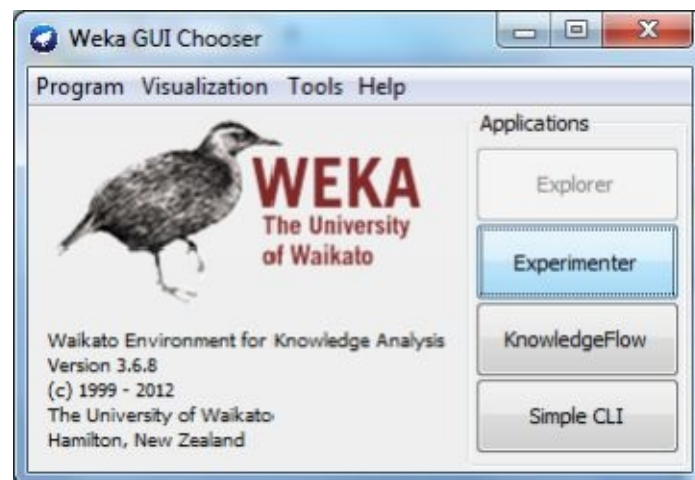 Weka GUI Chooser
Program Visualization Tools Help
WEKA
The University
of Waikato
Waikato Environment for Knowledge Analysis
Version 3.6.8
(c) 1999 - 2012
The University of Waikato
Hamilton, New Zealand
Applications
Explorer
Experimenter
KnowledgeFlow
Simple CLI